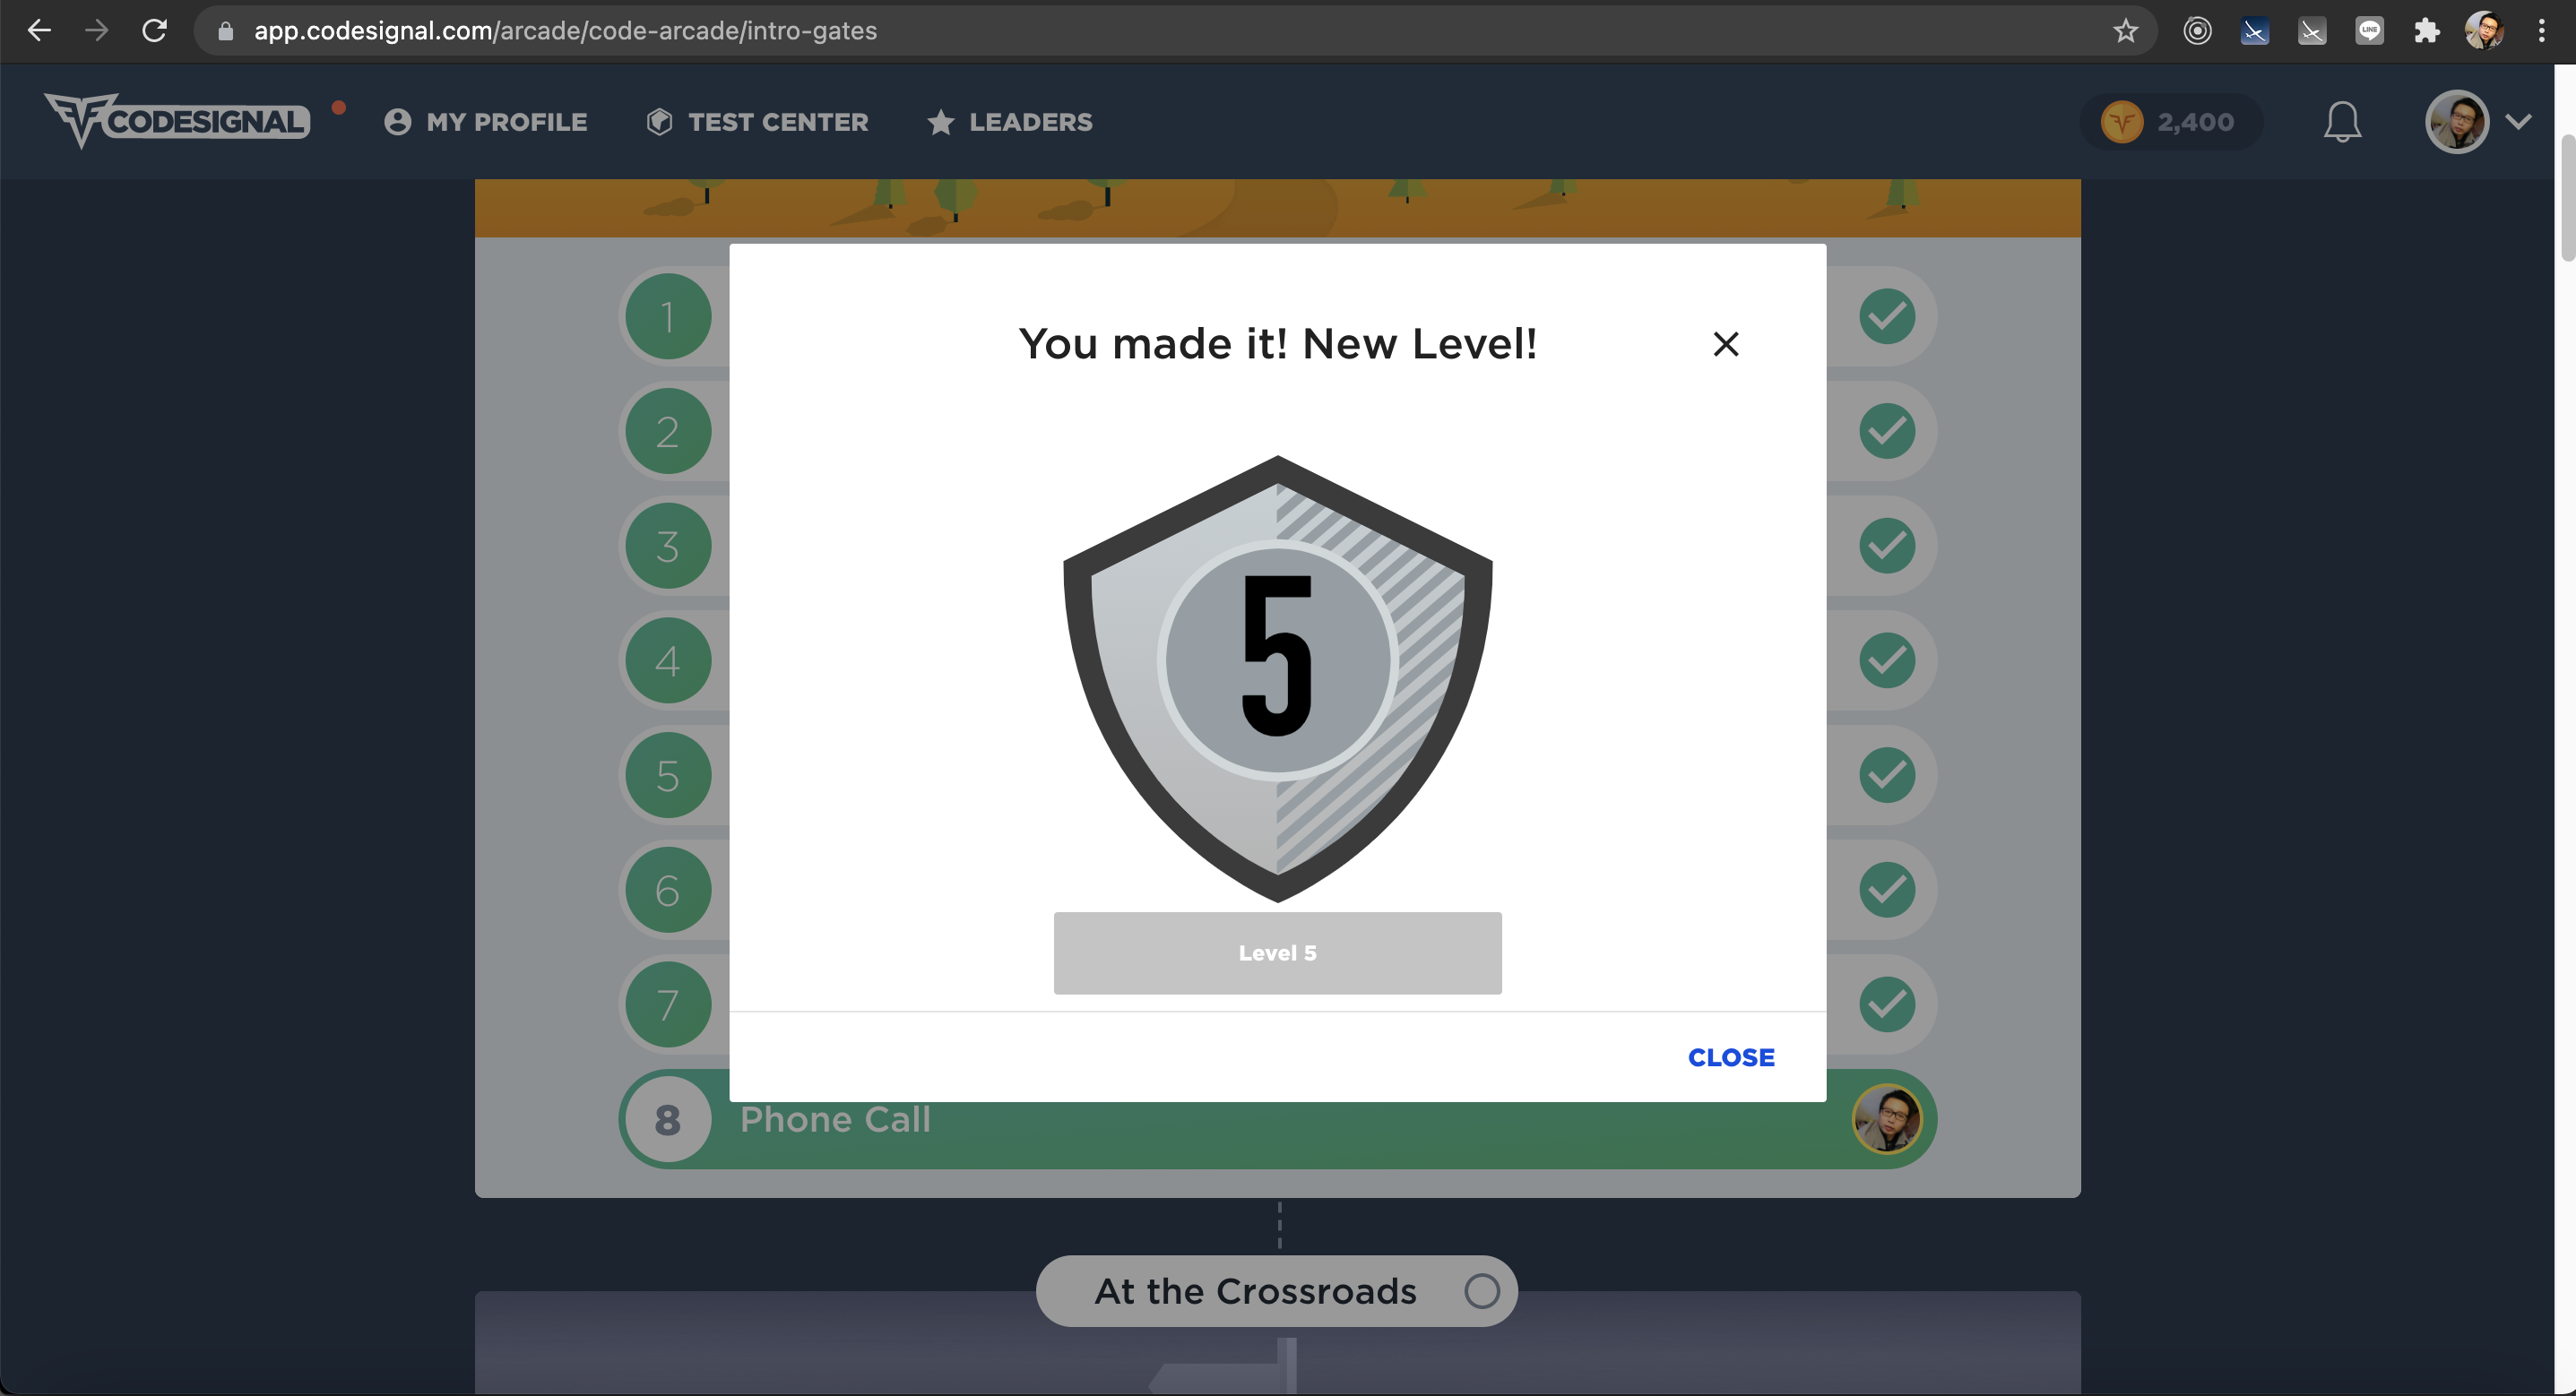 app.codesignal.com/arcade/code-arcade/intro-gates
CODESIGNAL
MY PROFILE
TEST CENTER
LEADERS
2,400
You made it! New Level!
1
2
3
4
5
6
7
5
Level 5
CLOSE
8 Phone Call
At the Crossroads
LINE